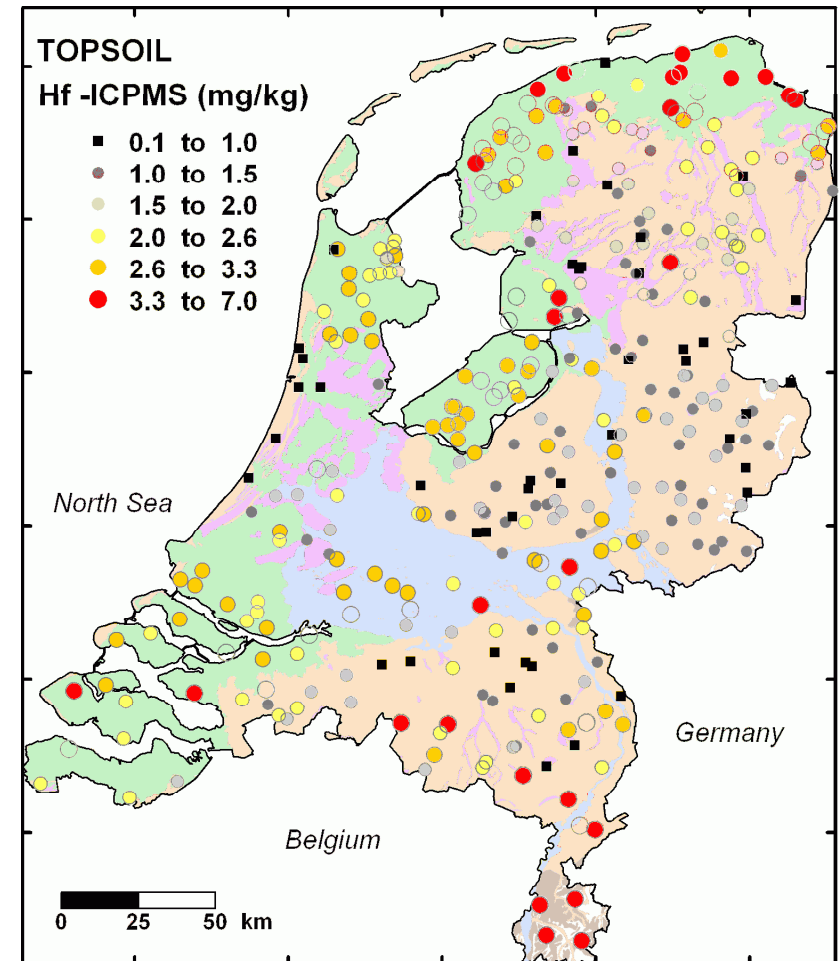 TOPSOIL
Hf -ICPMS (mg/kg)
0.1 to 1.0
1.0 to 1.5
1.5 to 2.0
2.0 to 2.6
2.6 to 3.3
3.3 to 7.0
North Sea
Germany
Belgium
0 25 50 km